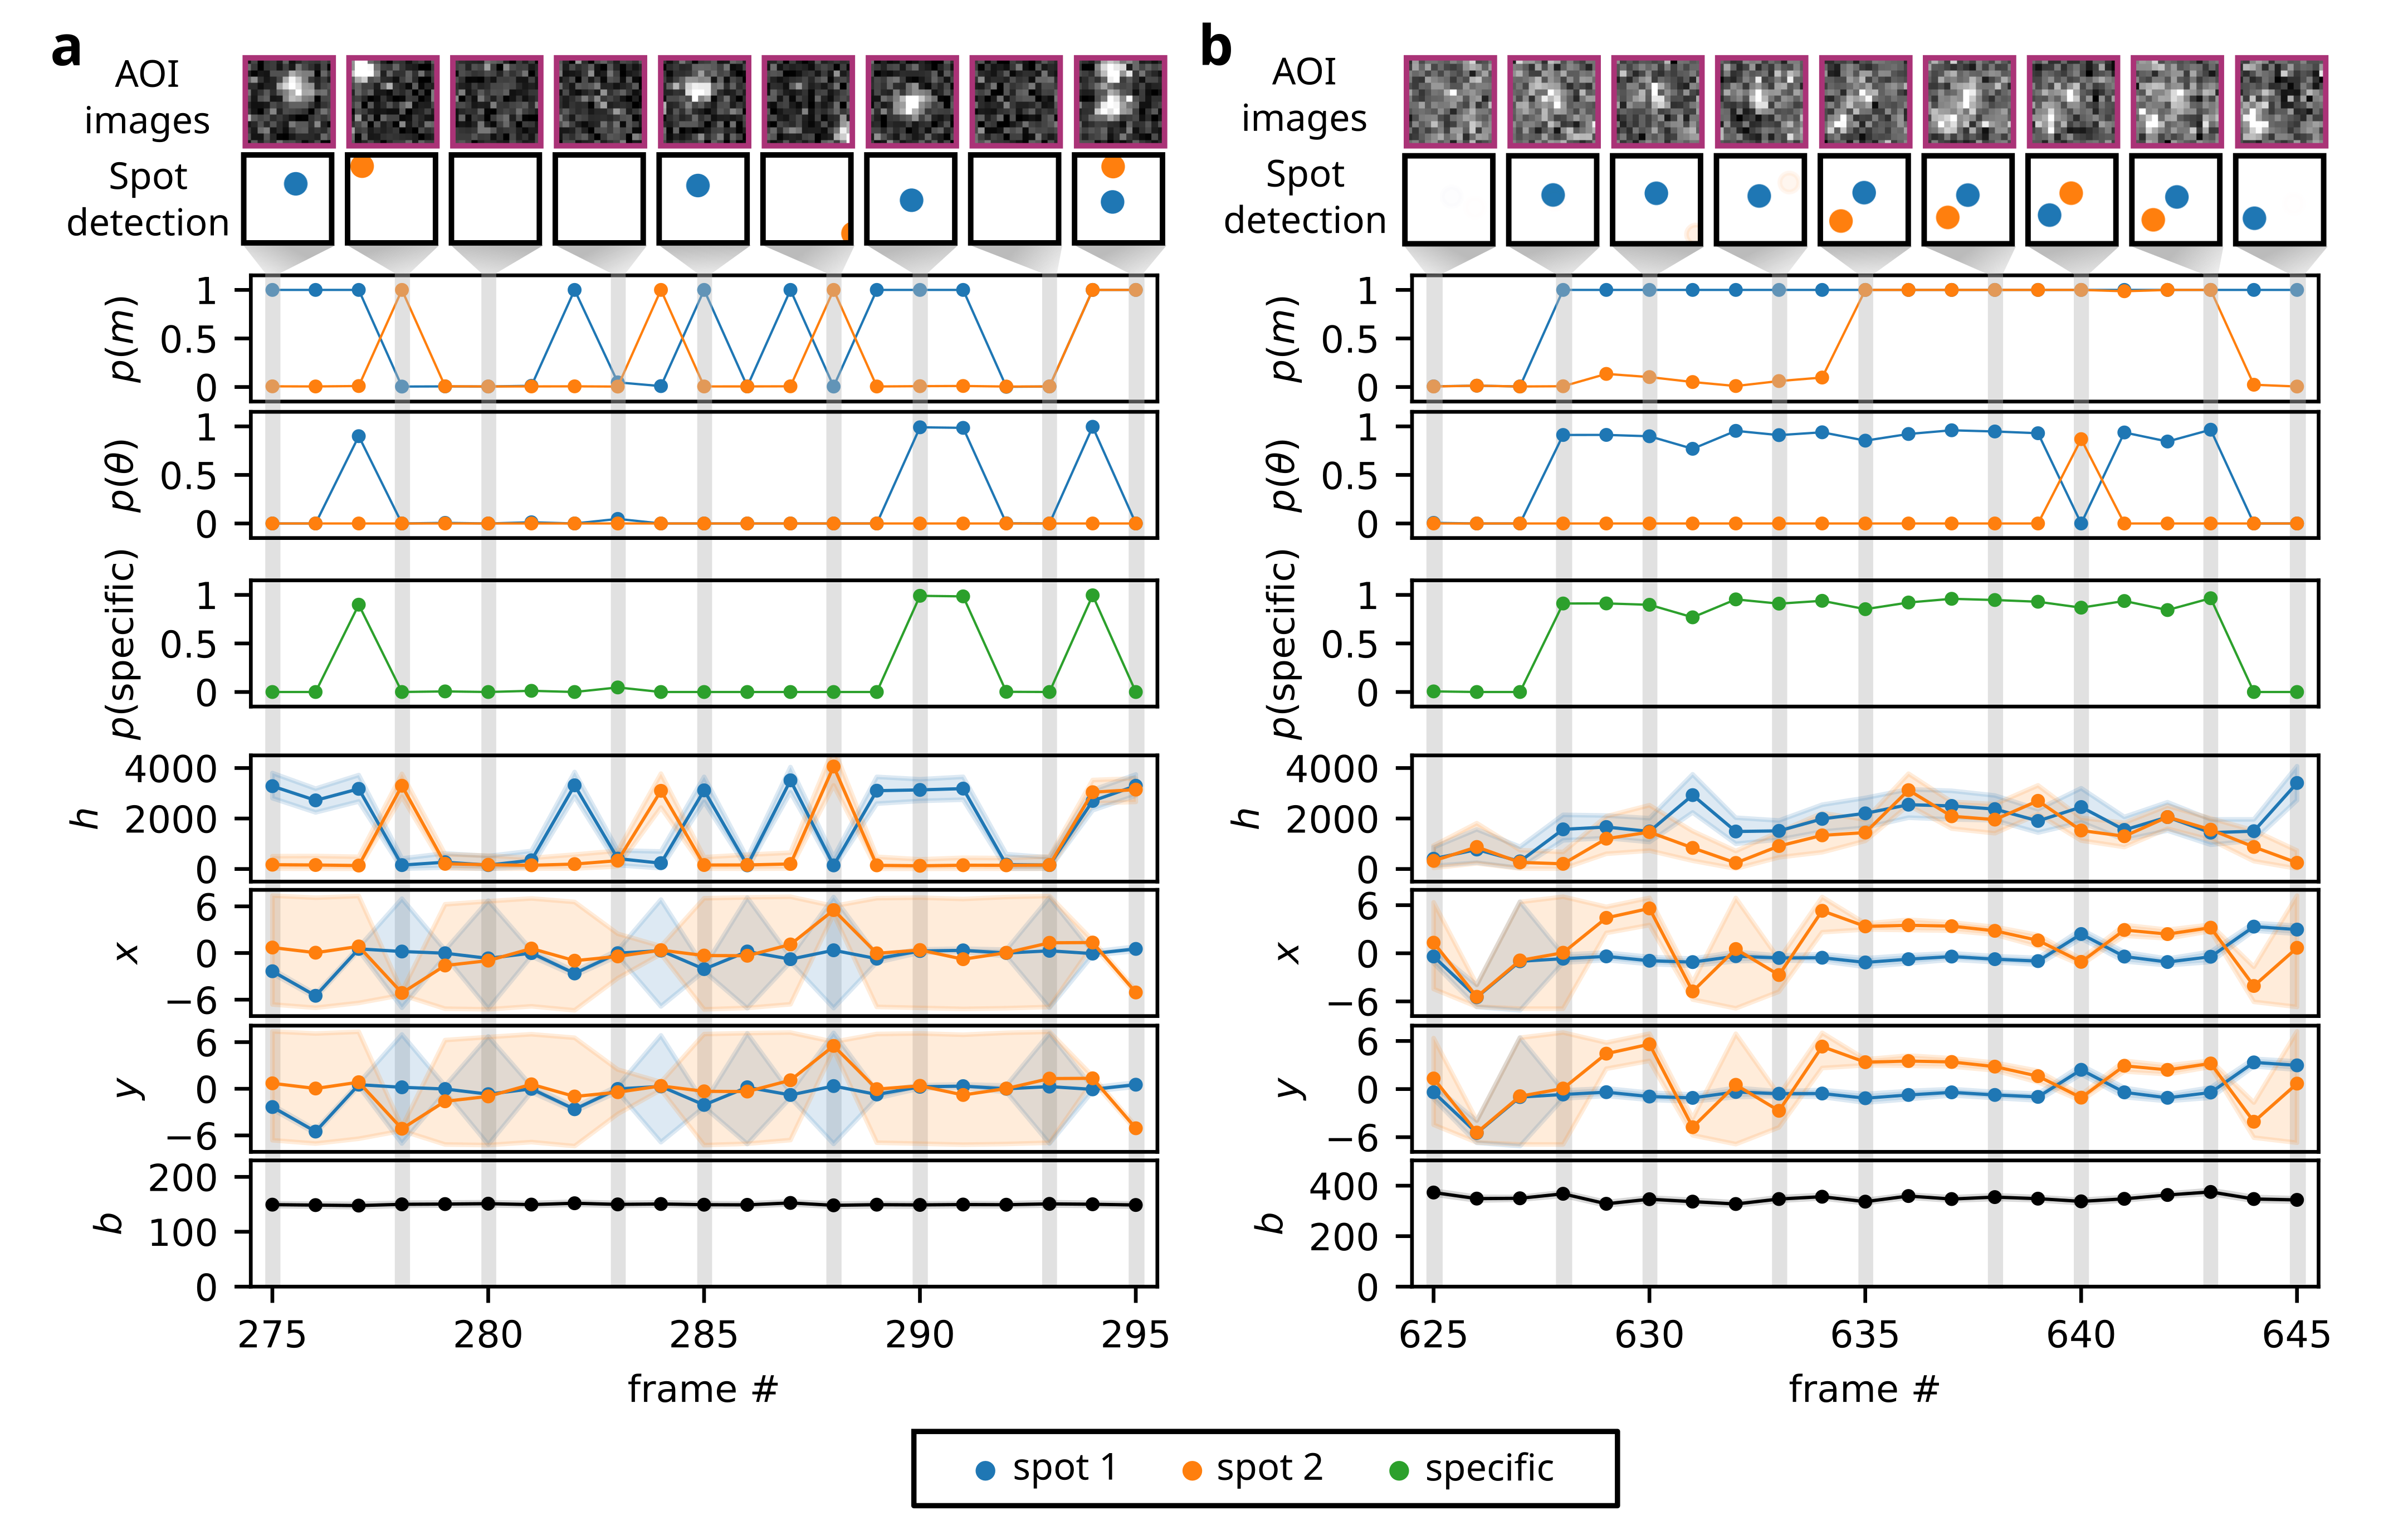 a
AOI
images
Spot
detection
p(m)
1
0.5
0
p(θ)
1
0.5
0
p(specific)
1
0.5
0
h
4000
2000
0
x
6
0
−6
y
6
0
−6
b
200
100
0
275 280 285 290 295
frame #
b
AOI
images
Spot
detection
p(m)
1
0.5
0
p(θ)
1
0.5
0
p(specific)
1
0.5
0
h
4000
2000
0
x
6
0
−6
y
6
0
−6
b
400
200
0
625 630 635 640 645
frame #
spot 1 spot 2 specific